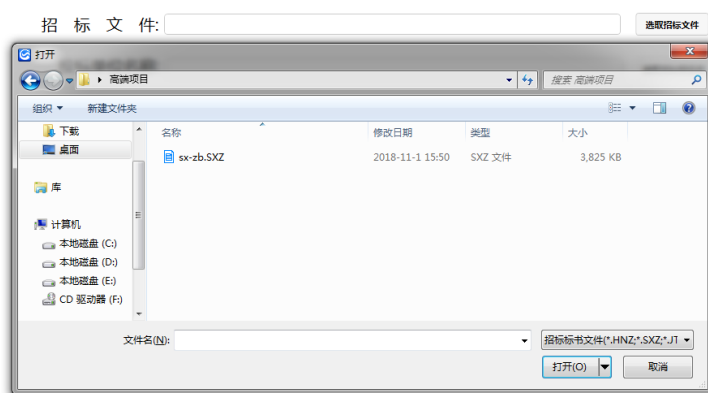 招 标 文 件:
选取招标文件
打开
高端项目
搜索 高端项目
组织
新建文件夹
下载
桌面
库
计算机
本地磁盘 (C:)
本地磁盘 (D:)
本地磁盘 (E:)
CD 驱动器 (F:)
名称 修改日期 类型 大小
sx-zb.SXZ 2018-11-1 15:50 SXZ 文件 3,825 KB
文件名(N):
招标标书文件(*.HNZ;*.SXZ;*.JT
打开(O)
取消